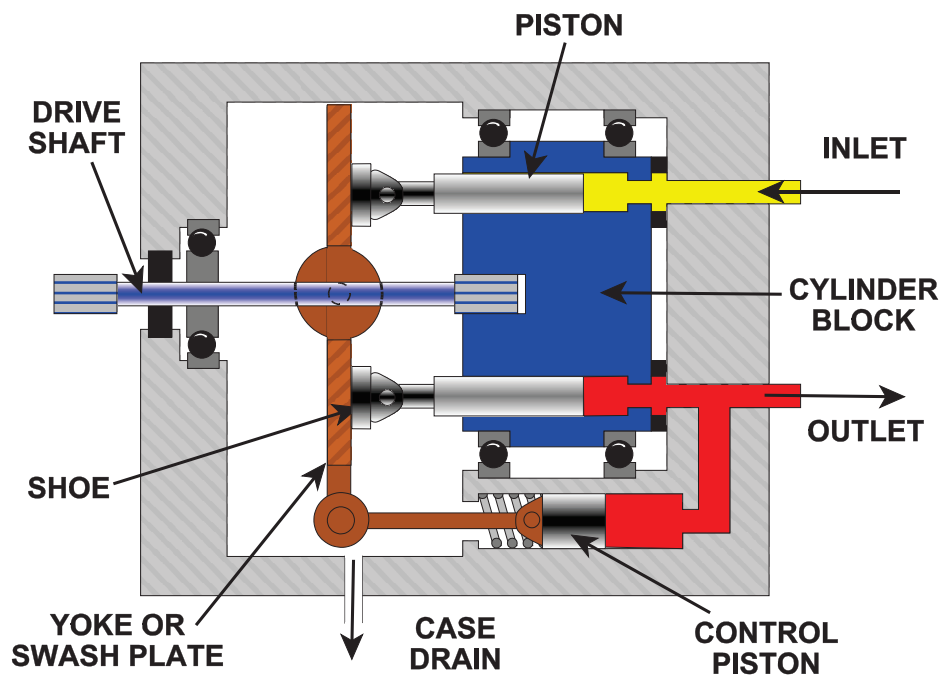 PISTON
DRIVE
SHAFT
INLET
CYLINDER
BLOCK
OUTLET
SHOE
YOKE OR
SWASH PLATE
CASE
DRAIN
CONTROL
PISTON